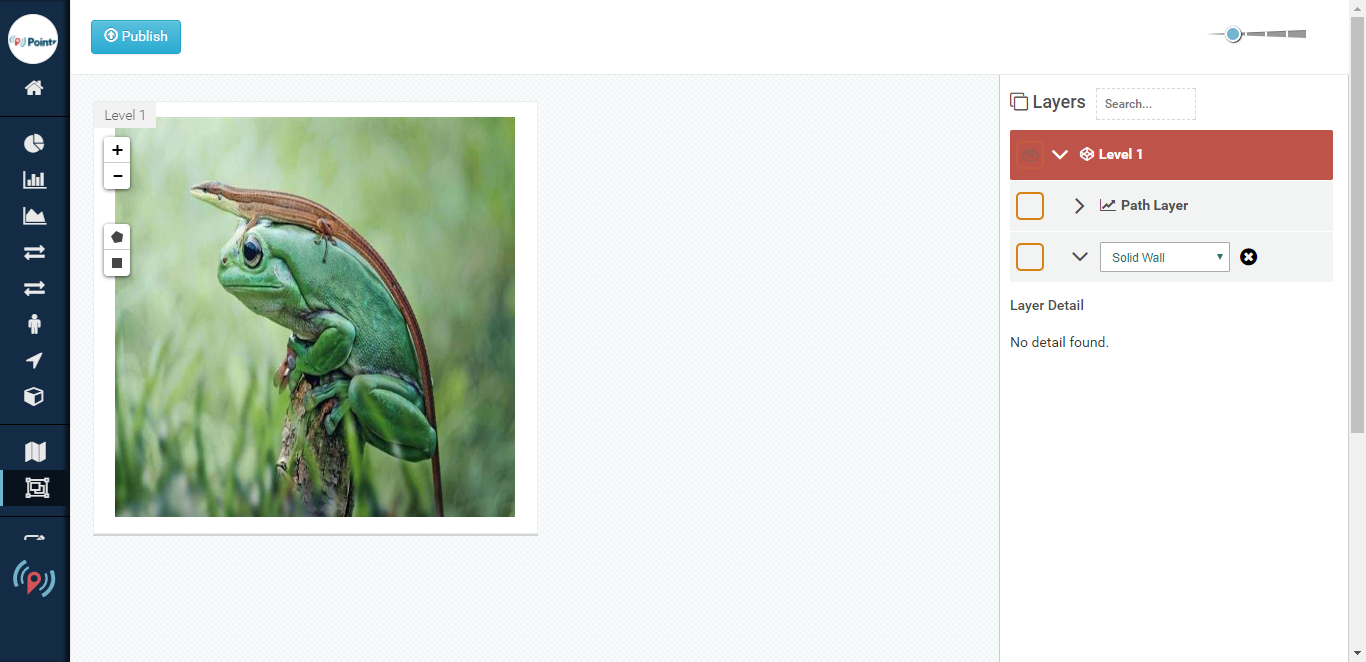 Pointr
Publish
Level 1
+
−
Layers
Search...
Level 1
Path Layer
Solid Wall
Layer Detail
No detail found.